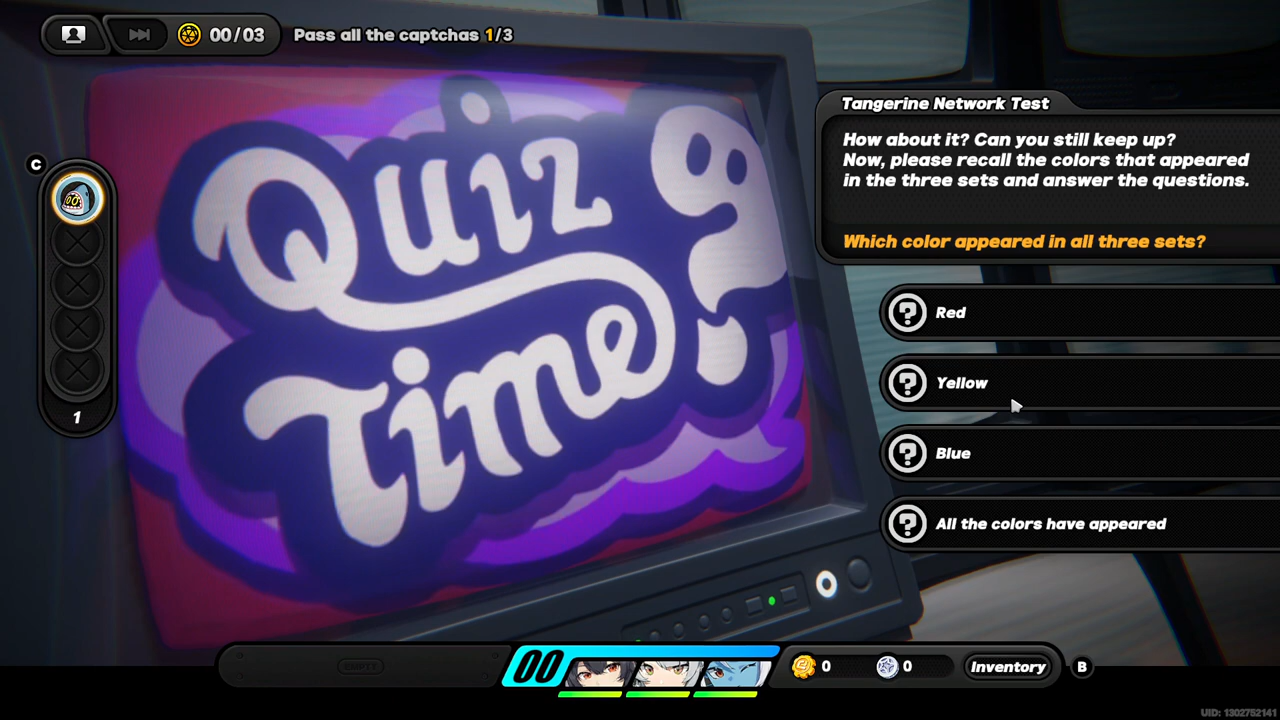 00/03
Pass all the captchas 1/3
Tangerine Network Test
How about it? Can you still keep up?
Now, please recall the colors that appeared
in the three sets and answer the questions.
Which color appeared in all three sets?
C
Quiz
Time
Red
Yellow
Blue
All the colors have appeared
1
EMPTY
00
0
0
Inventory
B
UID: 1302752141